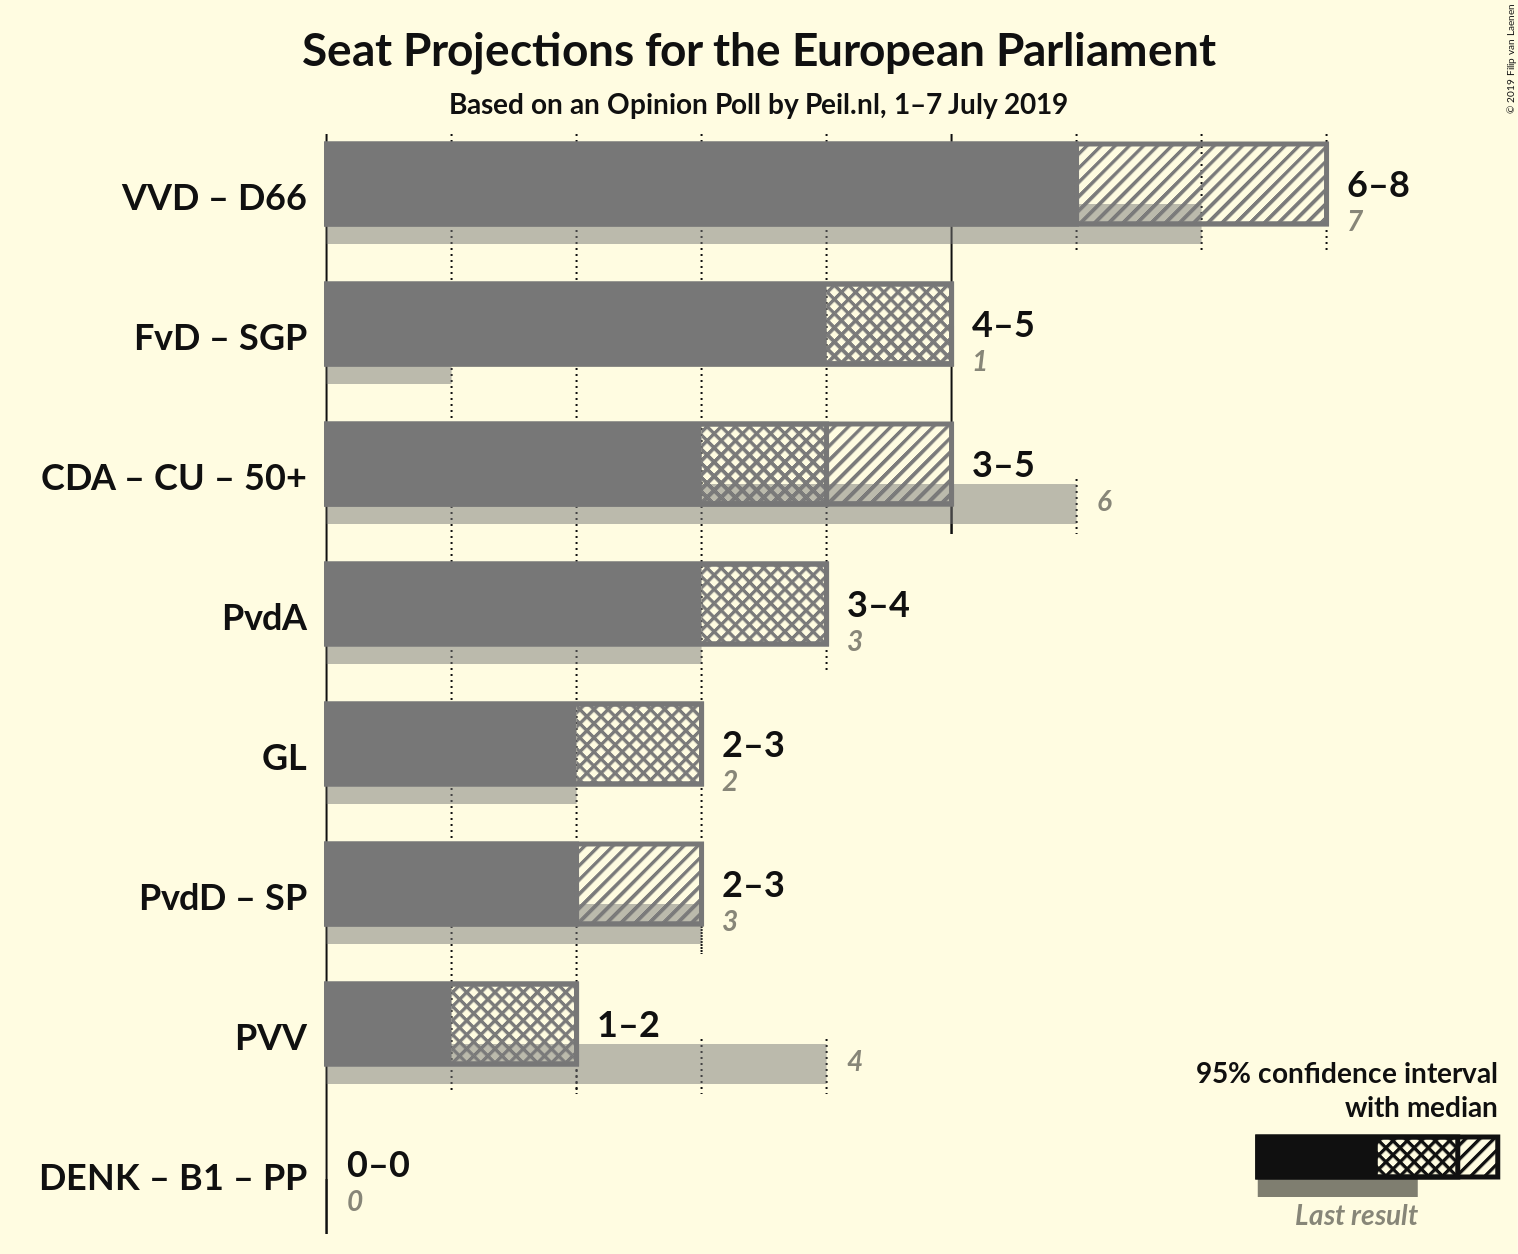 Seat Projections for the European Parliament
Based on an Opinion Poll by Peil.nl, 1–7 July 2019
© 2019 Filip van Laenen
VVD – D66
6–8
7
FvD – SGP
4–5
1
CDA – CU – 50+
3–5
6
PvdA
3–4
3
GL
2–3
2
PvdD – SP
2–3
3
PVV
1–2
4
DENK – B1 – PP
0–0
0
95% confidence interval
with median
Last result